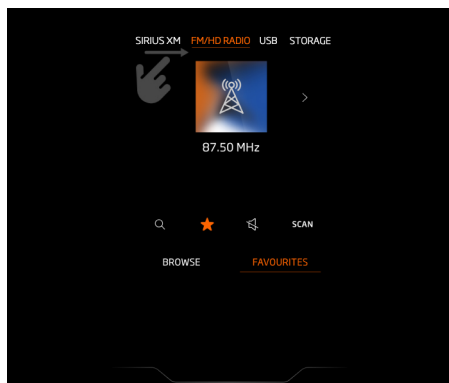 SIRIUS XM FM/HD RADIO USB STORAGE
87.50 MHz
SCAN
BROWSE FAVOURITES